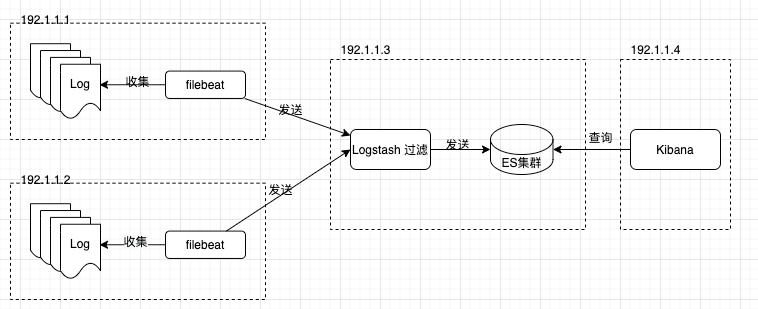 192.1.1.1
Log
收集
filebeat
发送
192.1.1.2
Log
收集
filebeat
发送
192.1.1.3
Logstash 过滤
发送
ES集群
查询
192.1.1.4
Kibana